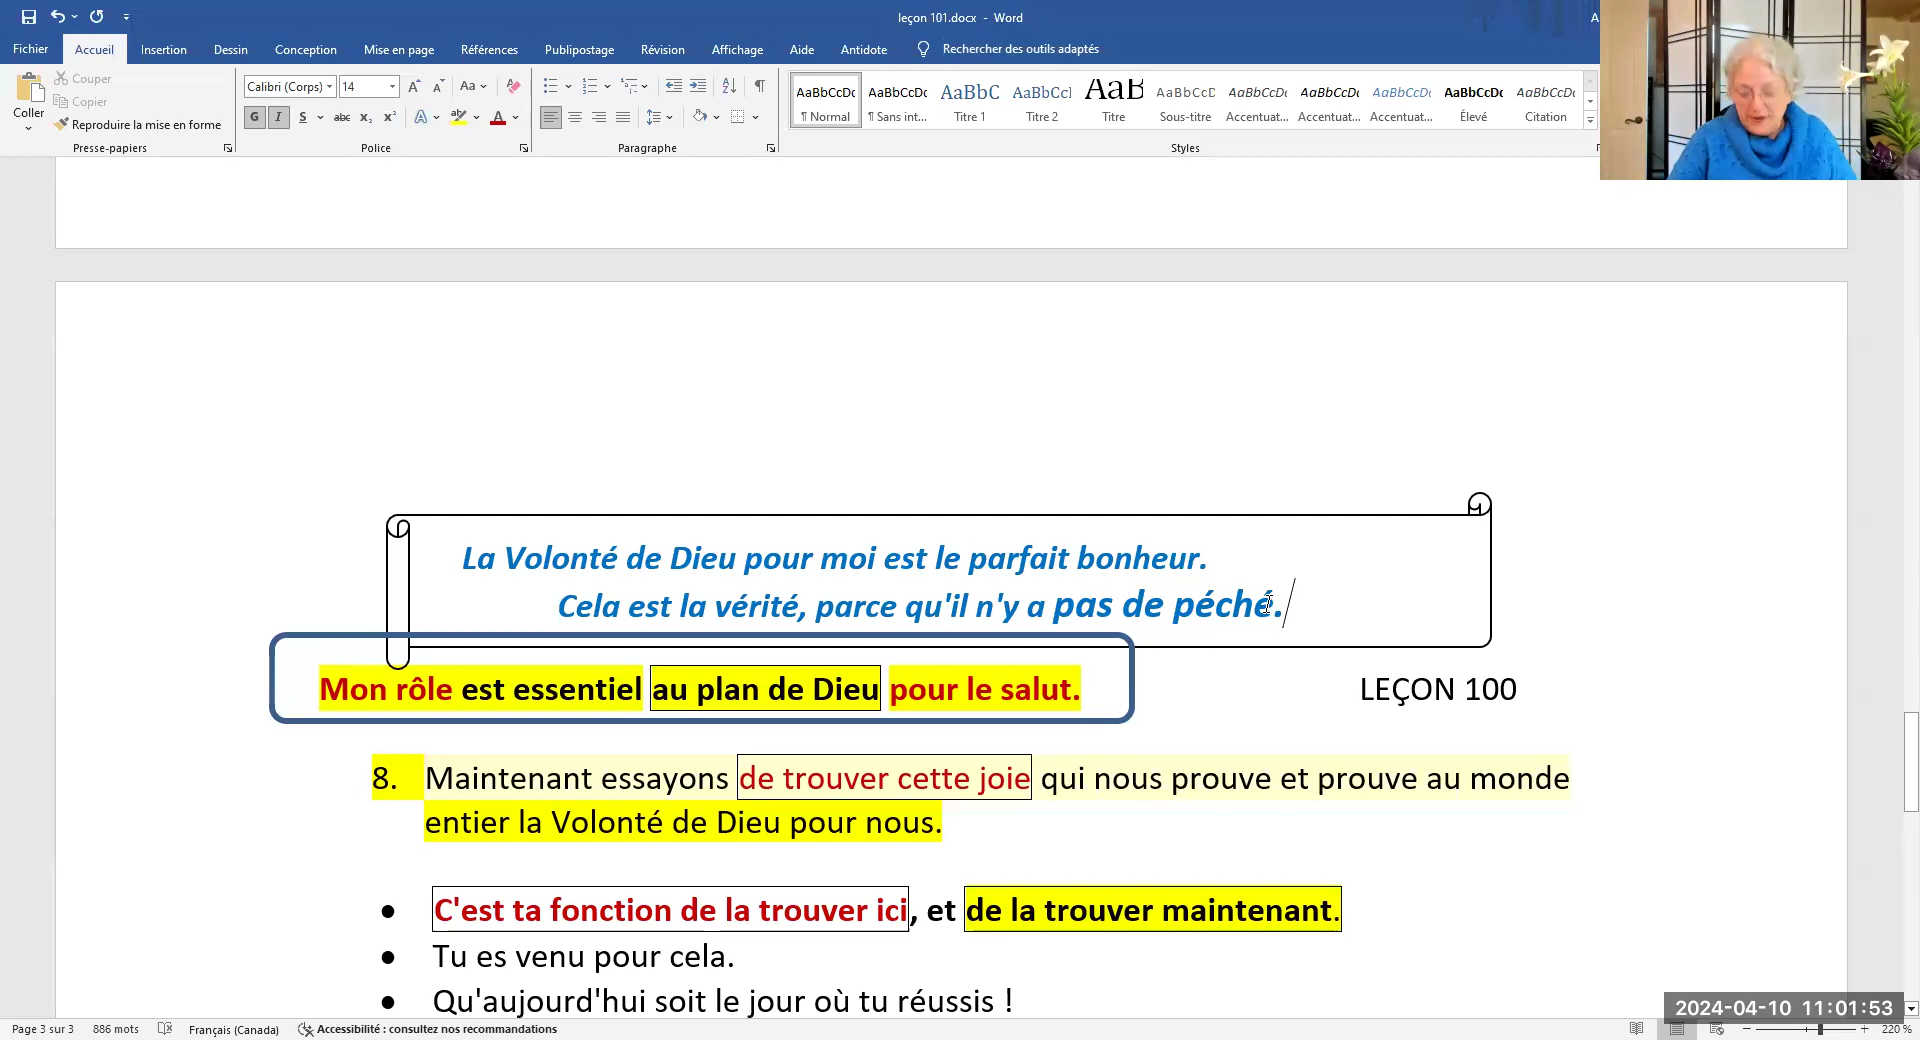 leçon 101.docx - Word
A
Fichier Accueil Insertion Dessin Conception Mise en page Références Publipostage Révision Affichage Aide Antidote Rechercher des outils adaptés
Coller
Couper
Copier
Reproduire la mise en forme
Presse-papiers
Calibri (Corps) 14
Police
Paragraphe
AaBbCcDc AaBbCcDc AaBbC AaBbCcI AaB AaBbCcD AaBbCcDc AaBbCcDc AaBbCcDc AaBbCcDc AaBbCcDc
¶ Normal ¶ Sans int... Titre 1 Titre 2 Titre Sous-titre Accentuat... Accentuat... Accentuat... Élevé Citation
Styles
La Volonté de Dieu pour moi est le parfait bonheur.
Cela est la vérité, parce qu'il n'y a pas de péché.
Mon rôle est essentiel au plan de Dieu pour le salut. LEÇON 100
8. Maintenant essayons de trouver cette joie qui nous prouve et prouve au monde
entier la Volonté de Dieu pour nous.
• C'est ta fonction de la trouver ici, et de la trouver maintenant.
• Tu es venu pour cela.
• Qu'aujourd'hui soit le jour où tu réussis !
2024-04-10 11:01:53
Page 3 sur 3 886 mots Français (Canada) Accessibilité : consultez nos recommandations 220 %